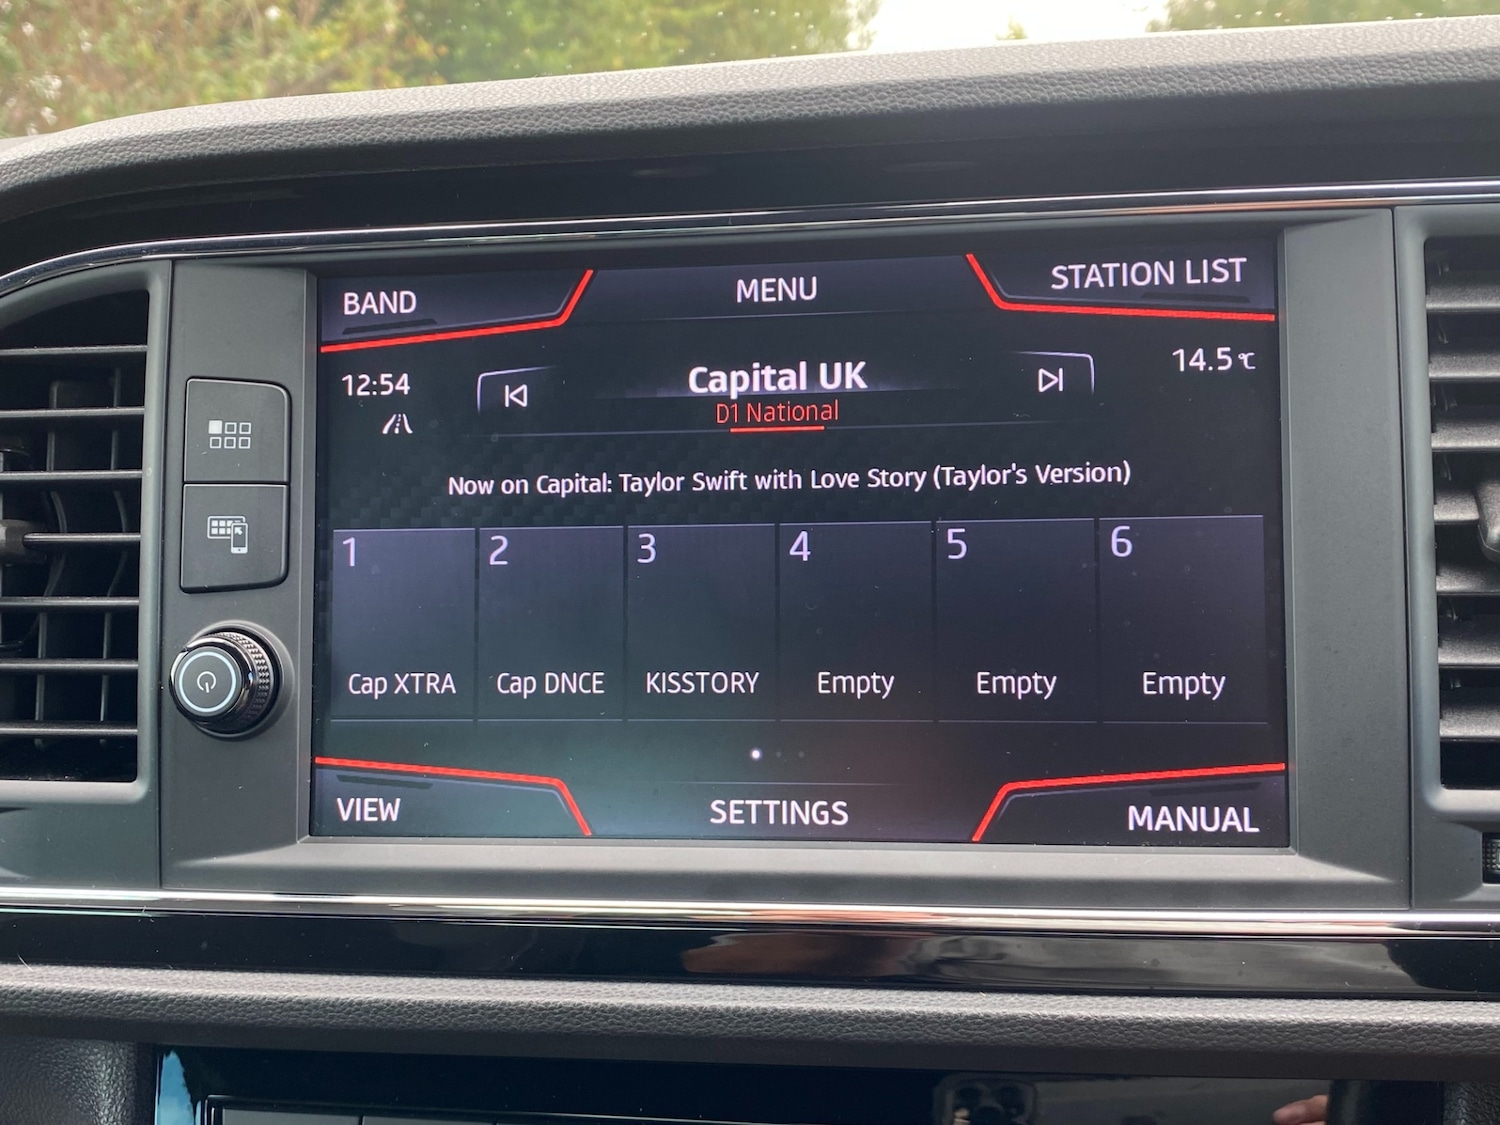 BAND
MENU
STATION LIST
12:54
Capital UK
14.5°C
D1 National
Now on Capital: Taylor Swift with Love Story (Taylor's Version)
1 2 3 4 5 6
Cap XTRA Cap DNCE KISSTORY Empty Empty Empty
VIEW
SETTINGS
MANUAL